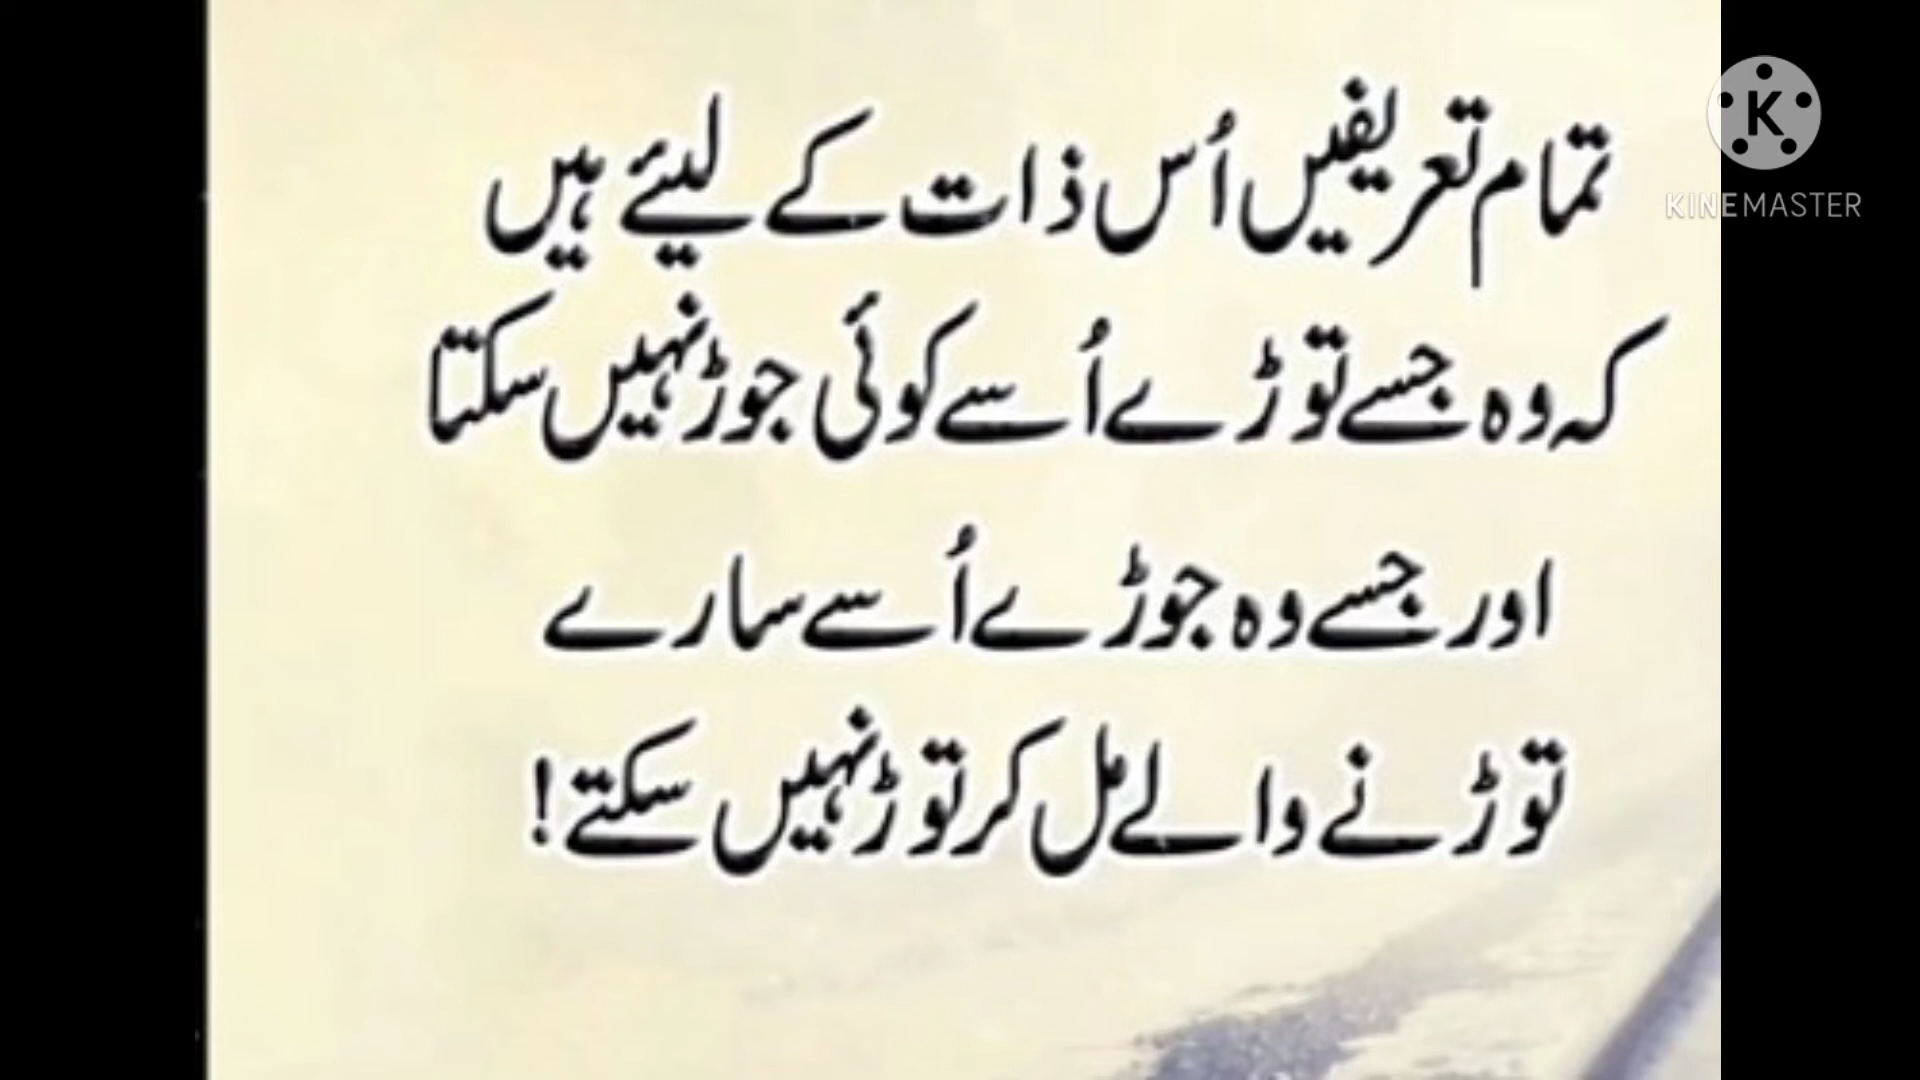 تمام تعریفیں اُس ذات کے لیئے ہیں
کہ وہ جسے توڑے اُسے کوئی جوڑ نہیں سکتا
اور جسے وہ جوڑے اُسے سارے
توڑنے والے مل کر توڑ نہیں سکتے!
K
KINEMASTER